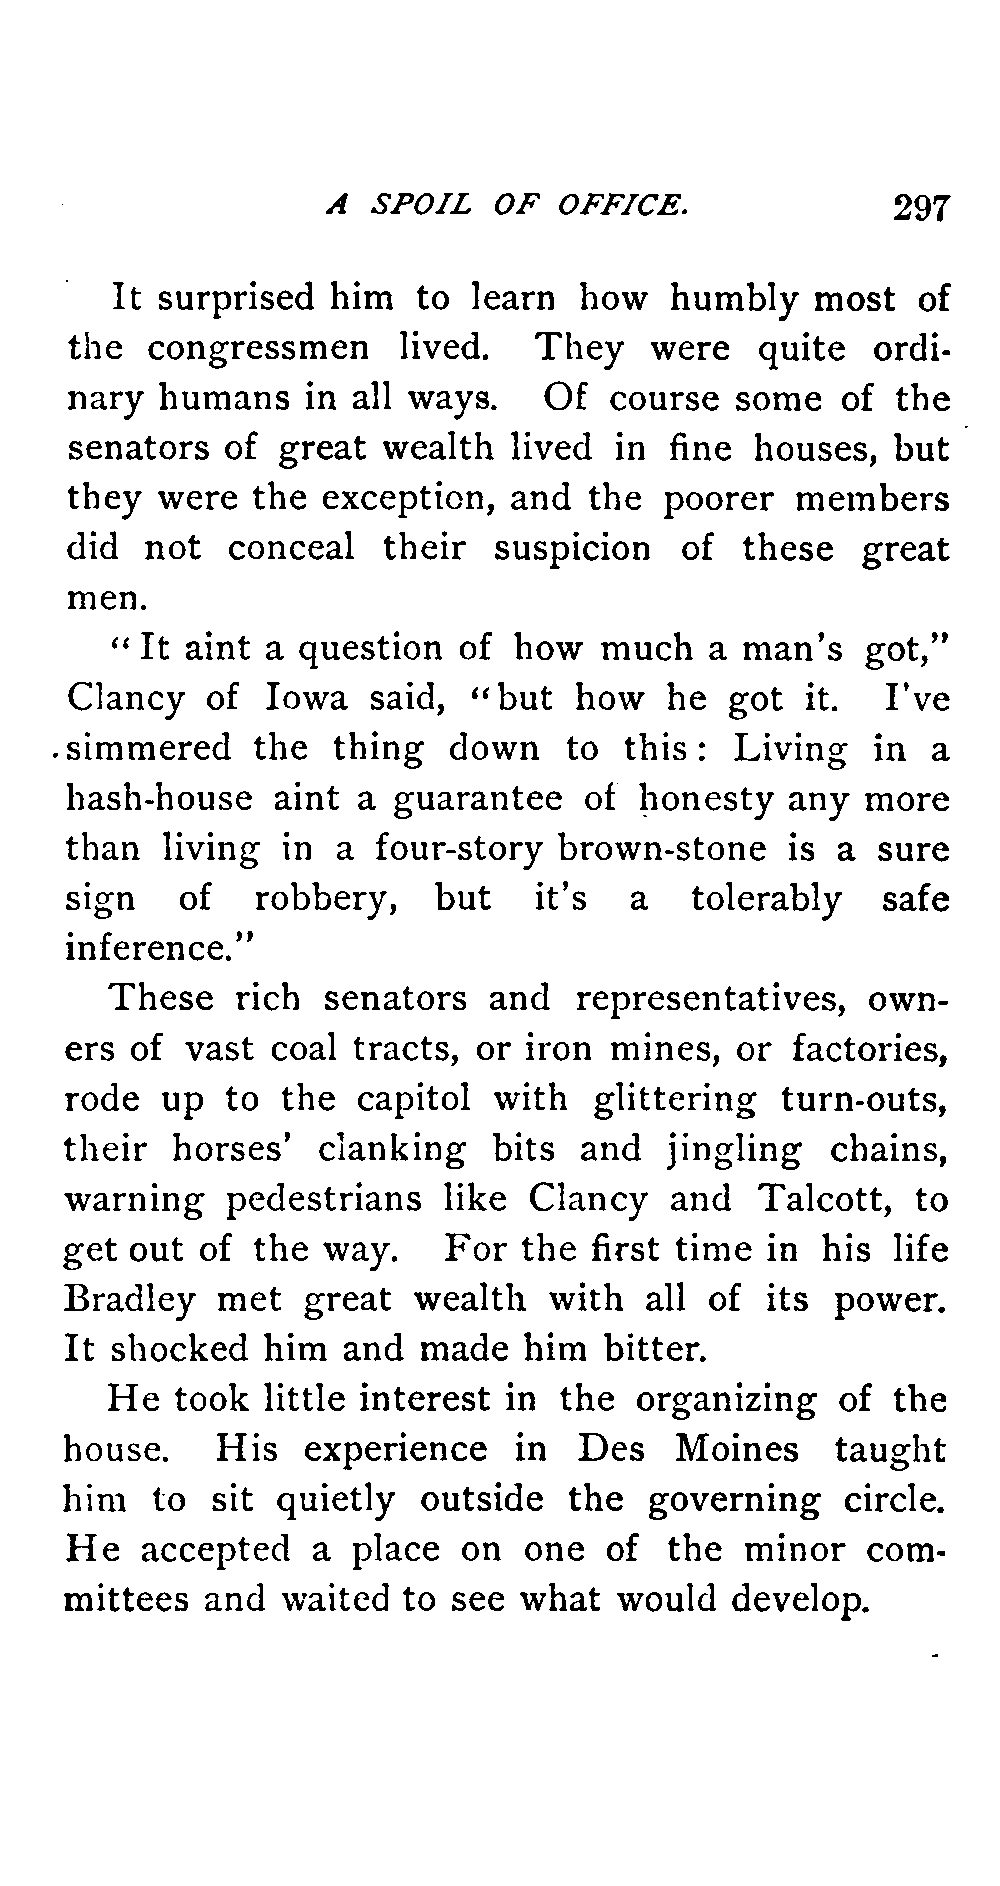 A SPOIL OF OFFICE. 297
It surprised him to learn how humbly most of
the congressmen lived. They were quite ordi-
nary humans in all ways. Of course some of the
senators of great wealth lived in fine houses, but
they were the exception, and the poorer members
did not conceal their suspicion of these great
men.
“It aint a question of how much a man's got,”
Clancy of Iowa said, “but how he got it. I've
simmered the thing down to this: Living in a
hash-house aint a guarantee of honesty any more
than living in a four-story brown-stone is a sure
sign of robbery, but it's a tolerably safe
inference.”
These rich senators and representatives, own-
ers of vast coal tracts, or iron mines, or factories,
rode up to the capitol with glittering turn-outs,
their horses' clanking bits and jingling chains,
warning pedestrians like Clancy and Talcott, to
get out of the way. For the first time in his life
Bradley met great wealth with all of its power.
It shocked him and made him bitter.
He took little interest in the organizing of the
house. His experience in Des Moines taught
him to sit quietly outside the governing circle.
He accepted a place on one of the minor com-
mittees and waited to see what would develop.